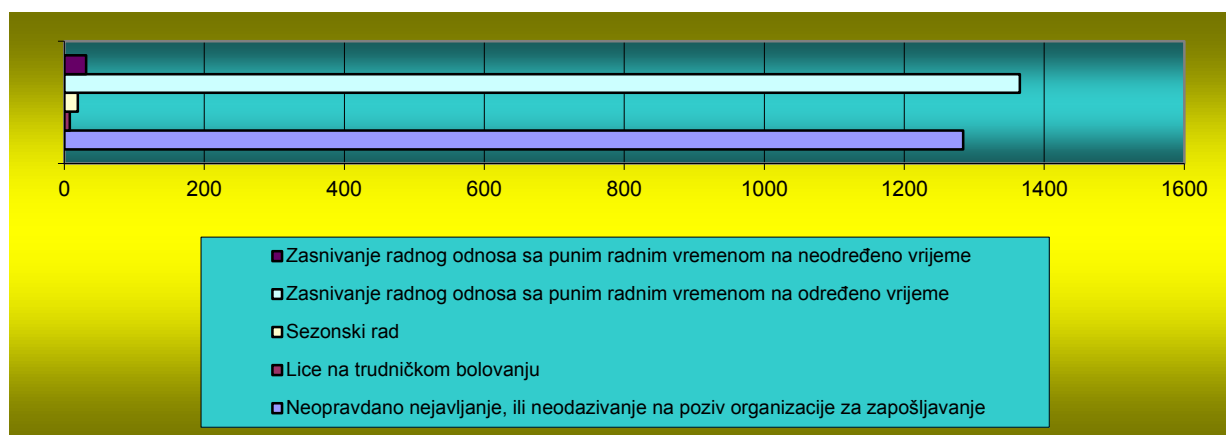 0 200 400 600 800 1000 1200 1400 1600
Zasnivanje radnog odnosa sa punim radnim vremenom na neodređeno vrijeme
Zasnivanje radnog odnosa sa punim radnim vremenom na određeno vrijeme
Sezonski rad
Lice na trudničkom bolovanju
Neopravdano nejavljanje, ili neodazivanje na poziv organizacije za zapošljavanje